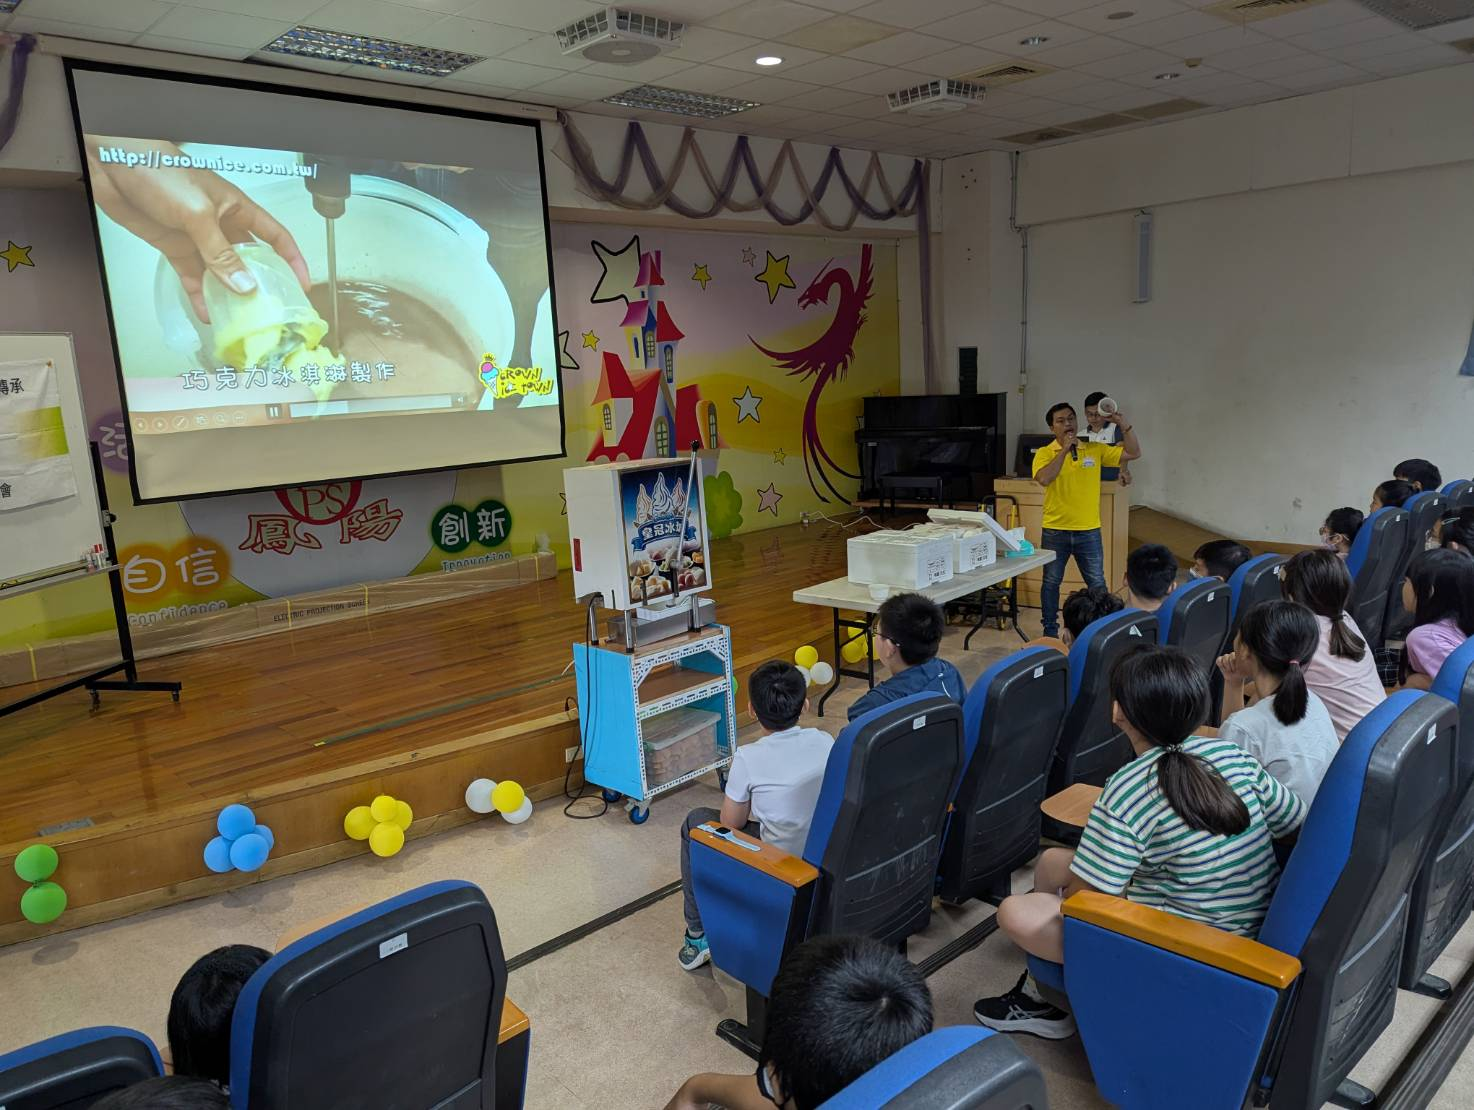 http://crownice.com.tw/
巧克力冰淇淋製作
CROWN
ICE TOWN
傳承
會
PS
鳳陽
自信
Confidence
創新
Innovation
ELECTRIC PROJECTION SCREEN
皇冠冰城